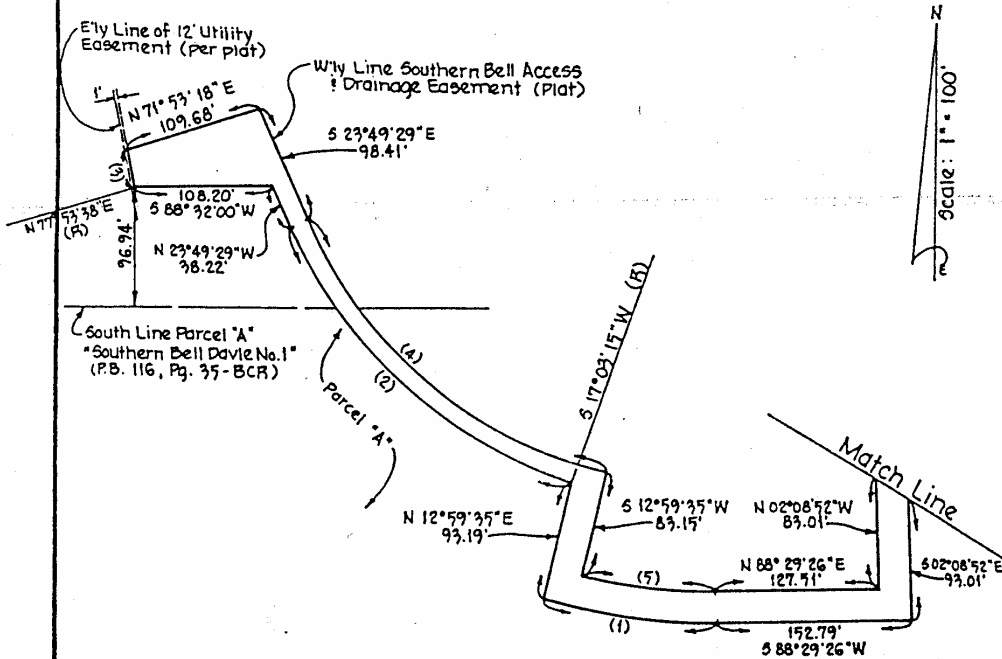 E'ly Line of 12' Utility
Easement (per plat)
W'ly Line Southern Bell Access
& Drainage Easement (Plat)
1'
N 71° 53' 18" E
109.68'
S 23°49'29" E
98.41'
108.20'
S 88° 32'00" W
N 77°53'38" E
(R)
96.94'
N 23°49'29" W
38.22'
South Line Parcel "A"
"Southern Bell Davie No.1"
(P.B. 116, Pg. 35-BCR)
(4)
(2)
Parcel "A"
S 17°03'15" W (R)
Match Line
N 12°59'35" E
93.19'
S 12°59'35" W
83.15'
N 02°08'52" W
83.01'
S 02°08'52" E
93.01'
(5)
N 88° 29'26" E
127.51'
(1)
152.79'
S 88°29'26" W
N
Scale: 1" = 100'